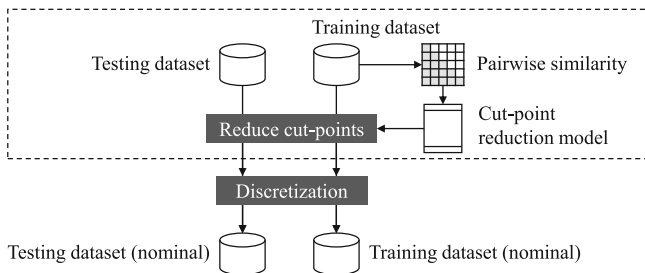 Training dataset
Testing dataset
Pairwise similarity
Cut-point
reduction model
Reduce cut-points
Discretization
Testing dataset (nominal)
Training dataset (nominal)